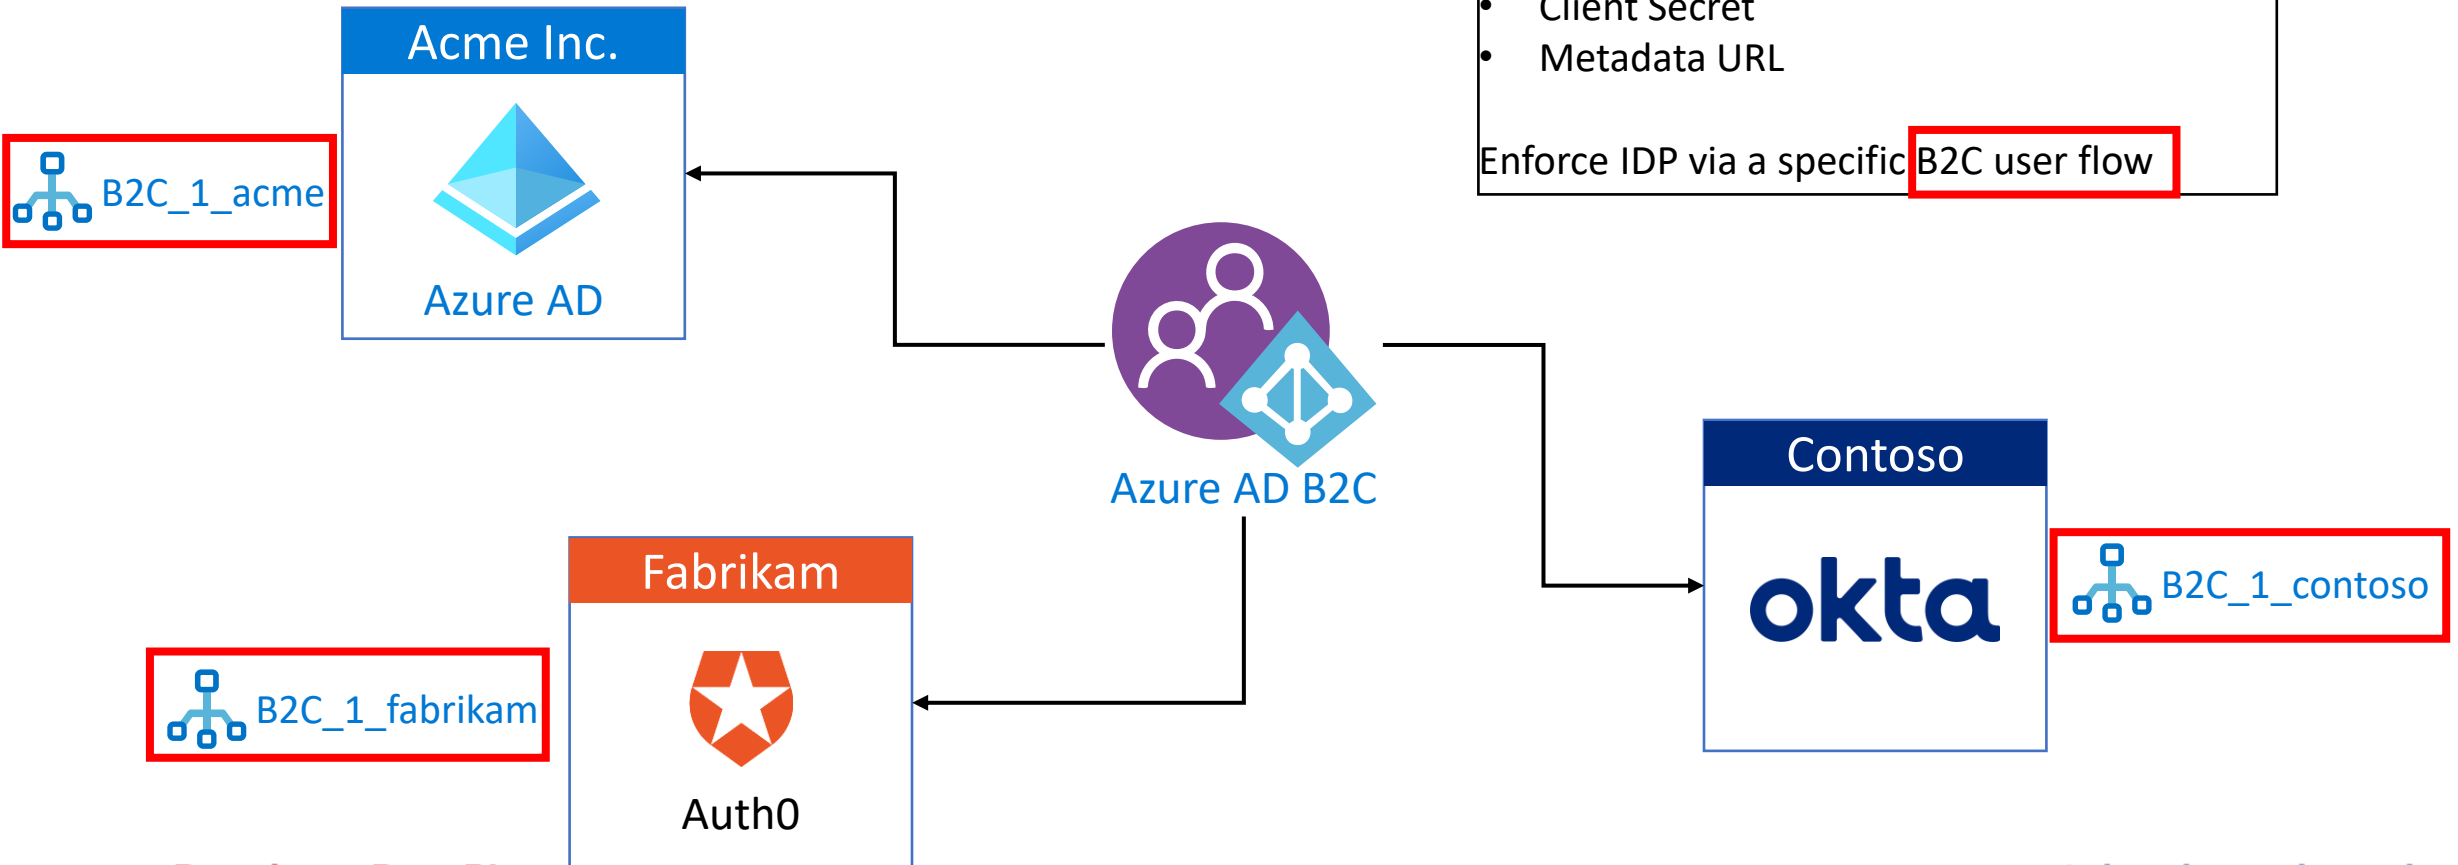 Acme Inc.
Client Secret
• Metadata URL
Enforce IDP via a specific B2C user flow
B2C_1_acme
Azure AD
Azure AD B2C
Contoso
okta
B2C_1_contoso
Fabrikam
B2C_1_fabrikam
Auth0